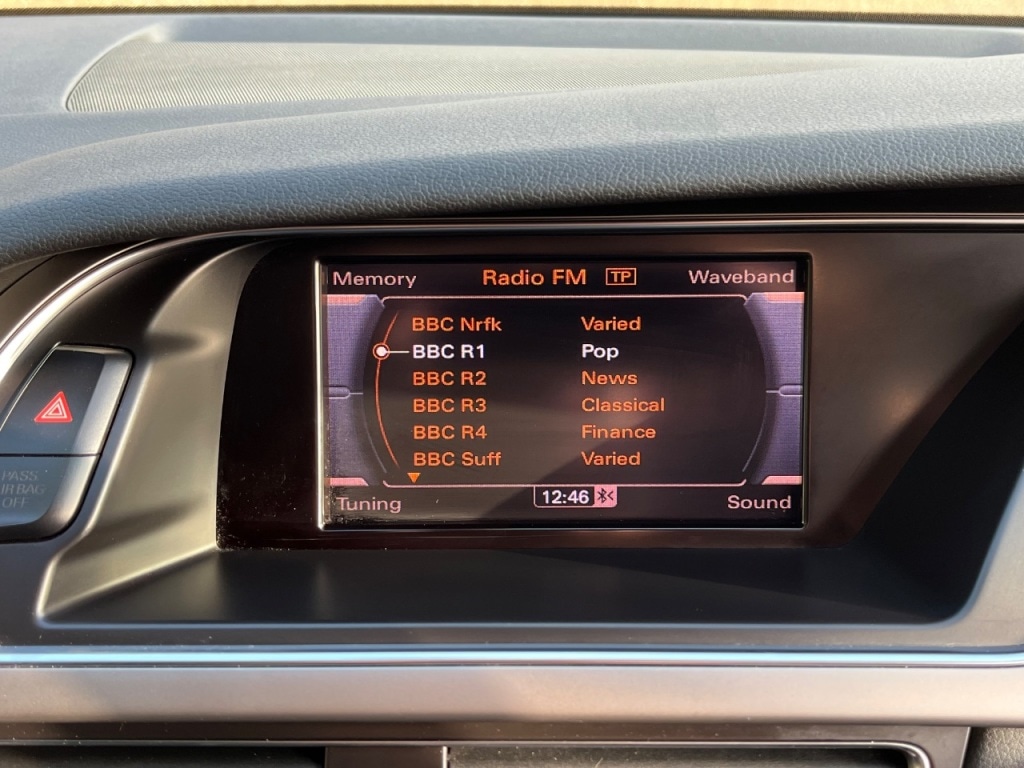 Memory Radio FM TP Waveband
BBC Nrfk Varied
BBC R1 Pop
BBC R2 News
BBC R3 Classical
BBC R4 Finance
BBC Suff Varied
Tuning 12:46 Sound
PASS
AIRBAG
OFF